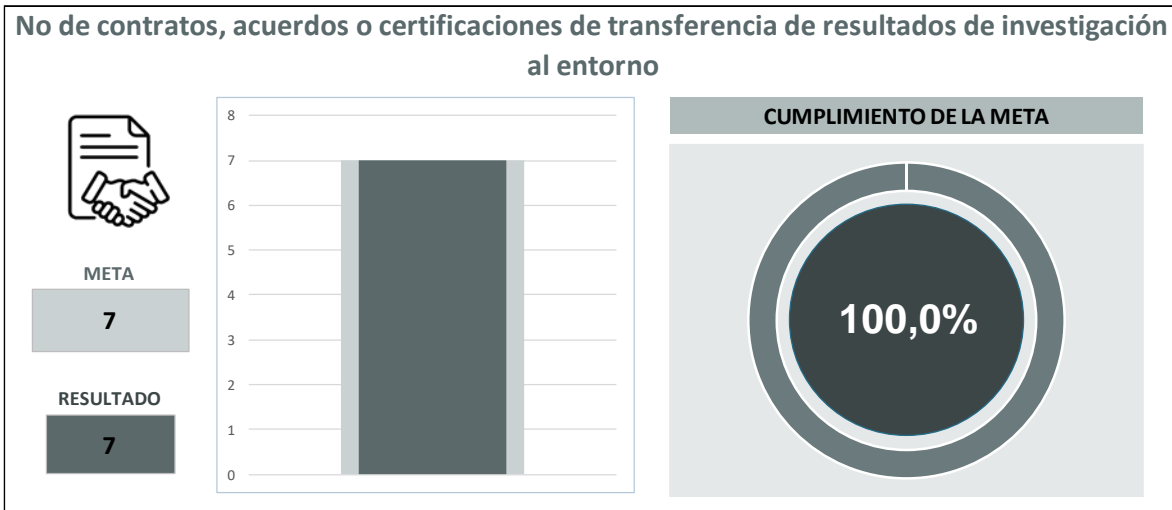 No de contratos, acuerdos o certificaciones de transferencia de resultados de investigación
al entorno
META
7
RESULTADO
7
8
7
6
5
4
3
2
1
0
CUMPLIMIENTO DE LA META
100,0%